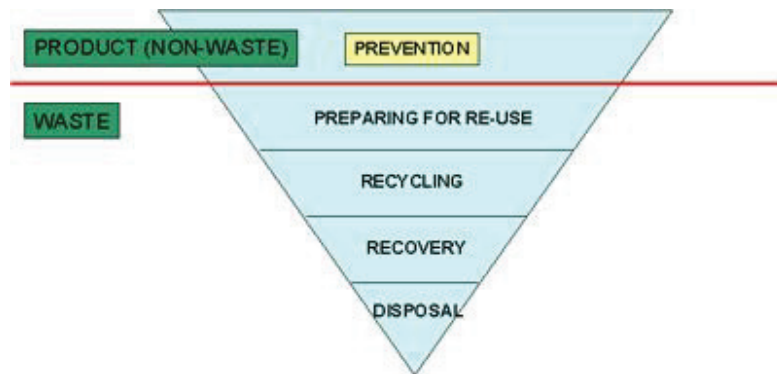 PRODUCT (NON-WASTE)
PREVENTION
WASTE
PREPARING FOR RE-USE
RECYCLING
RECOVERY
DISPOSAL